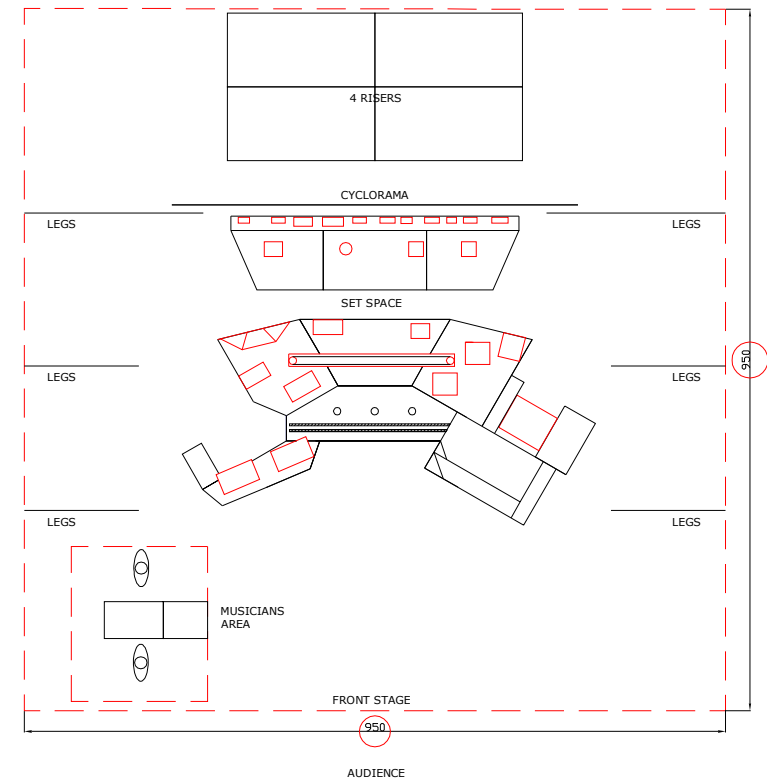 4 RISERS
CYCLORAMA
LEGS
LEGS
SET SPACE
950
LEGS
LEGS
LEGS
LEGS
MUSICIANS
AREA
FRONT STAGE
950
AUDIENCE